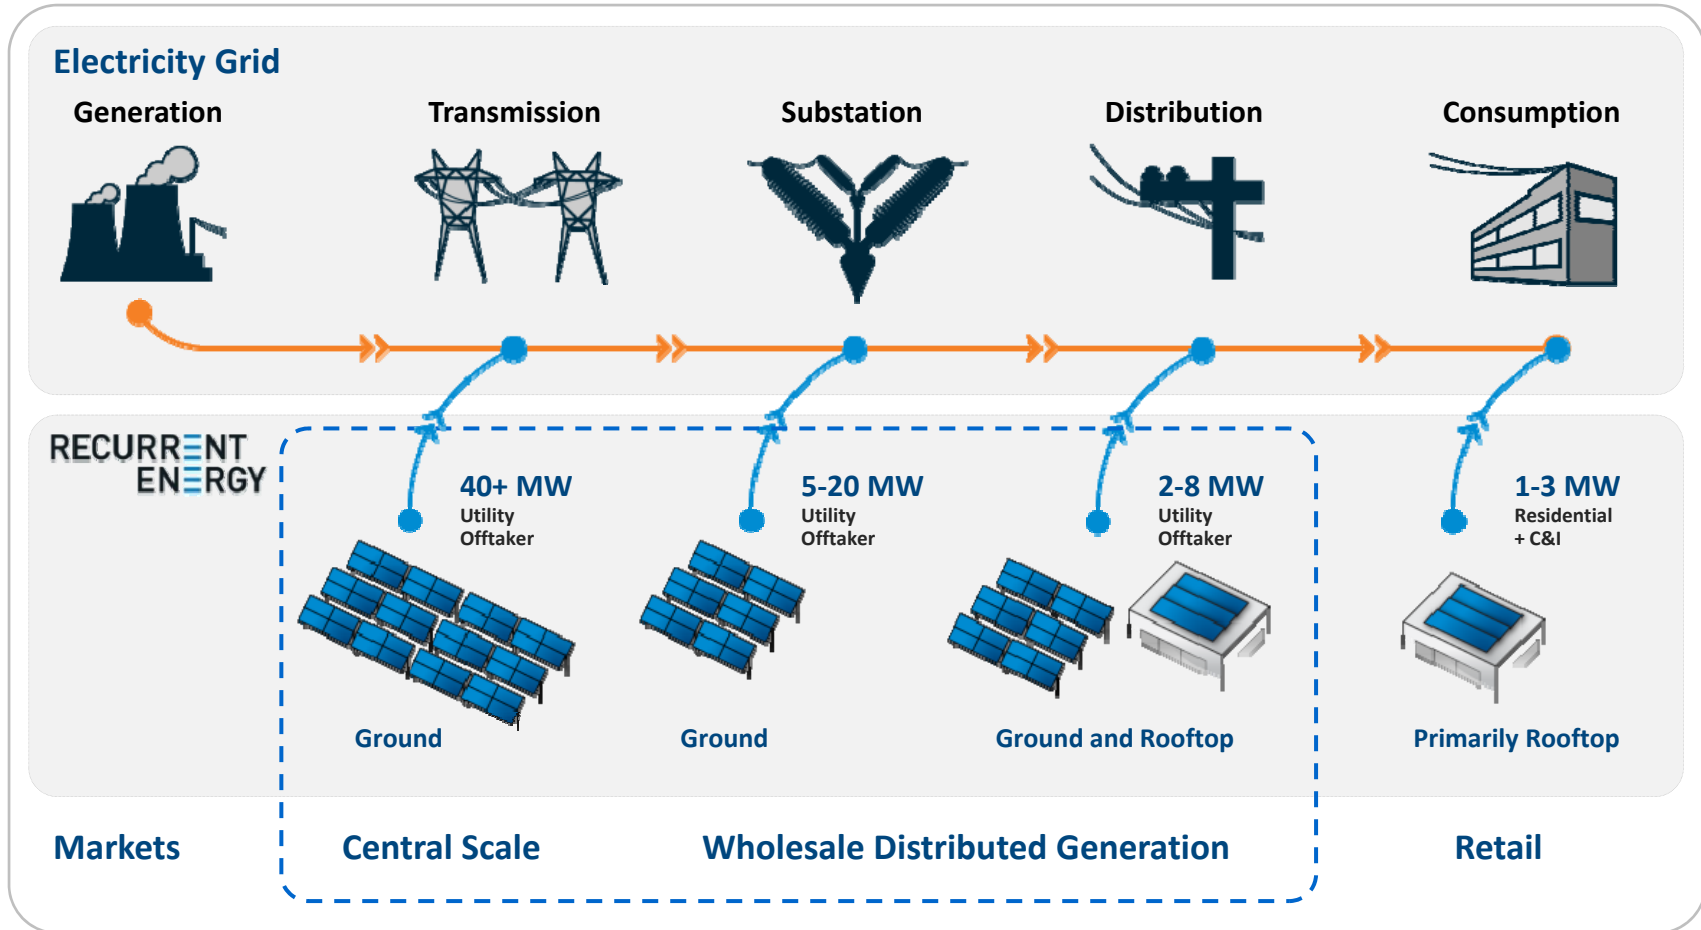 Electricity Grid
Generation
Transmission
Substation
Distribution
Consumption
RECURRENT
ENERGY
40+ MW
Utility
Offtaker
5-20 MW
Utility
Offtaker
2-8 MW
Utility
Offtaker
1-3 MW
Residential
+ C&I
Ground
Ground
Ground and Rooftop
Primarily Rooftop
Markets
Central Scale
Wholesale Distributed Generation
Retail